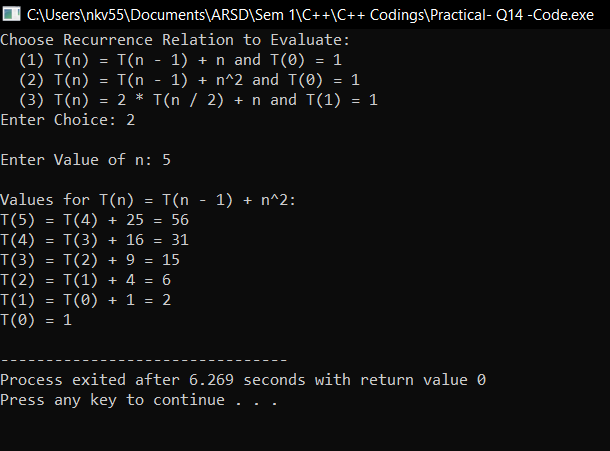 C:\Users\nkv55\Documents\ARSD\Sem 1\C++\C++ Codings\Practical- Q14 -Code.exe
Choose Recurrence Relation to Evaluate:
  (1) T(n) = T(n - 1) + n and T(0) = 1
  (2) T(n) = T(n - 1) + n^2 and T(0) = 1
  (3) T(n) = 2 * T(n / 2) + n and T(1) = 1
Enter Choice: 2

Enter Value of n: 5

Values for T(n) = T(n - 1) + n^2:
T(5) = T(4) + 25 = 56
T(4) = T(3) + 16 = 31
T(3) = T(2) + 9 = 15
T(2) = T(1) + 4 = 6
T(1) = T(0) + 1 = 2
T(0) = 1

--------------------------------
Process exited after 6.269 seconds with return value 0
Press any key to continue . . .